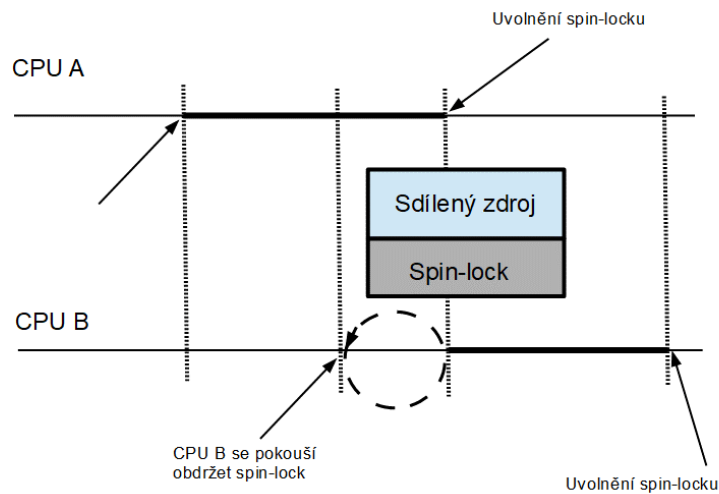 Uvolnění spin-locku
CPU A
Sdílený zdroj
Spin-lock
CPU B
CPU B se pokouší
obdržet spin-lock
Uvolnění spin-locku